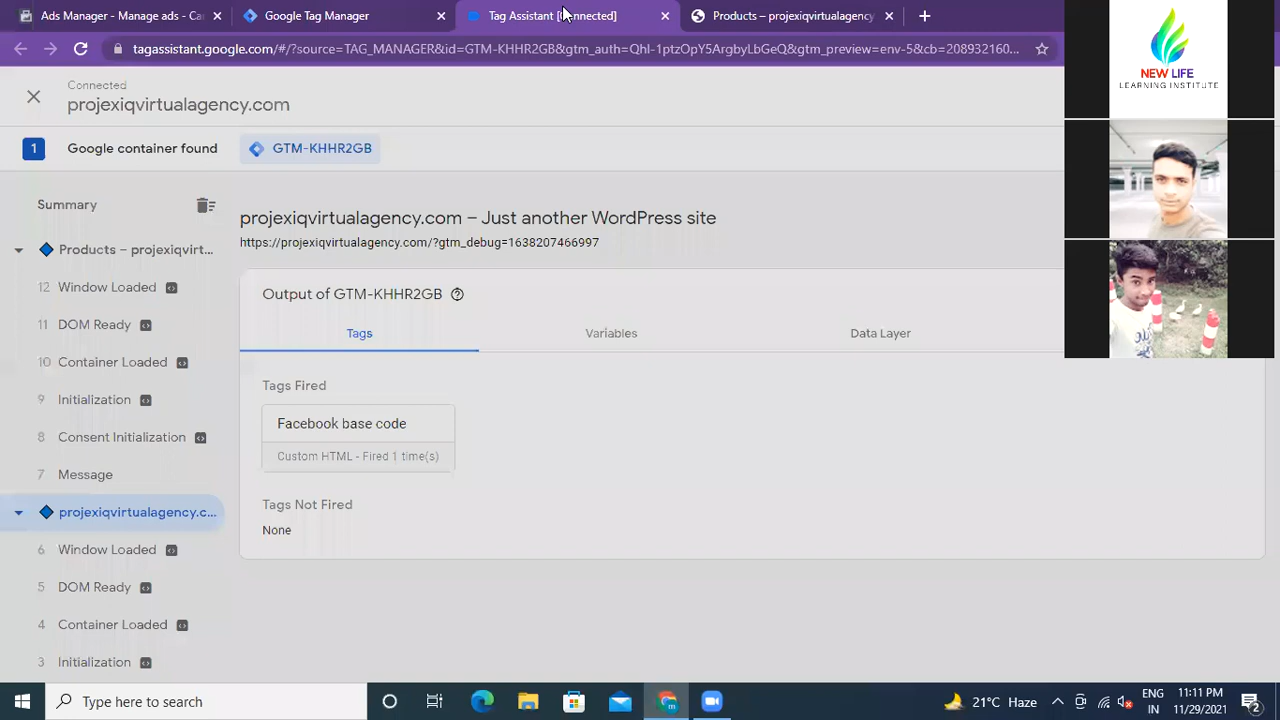 Ads Manager - Manage ads - Ca
Google Tag Manager
Tag Assistant [Connected]
Products – projexiqvirtualagency
tagassistant.google.com/#/?source=TAG_MANAGER&id=GTM-KHHR2GB&gtm_auth=QhI-1ptzOpY5ArgbyLbGeQ&gtm_preview=env-5&cb=208932160...
NEW LIFE
LEARNING INSTITUTE
Connected
projexiqvirtualagency.com
1 Google container found GTM-KHHR2GB
Summary
Products – projexiqvirt...
12 Window Loaded
11 DOM Ready
10 Container Loaded
9 Initialization
8 Consent Initialization
7 Message
projexiqvirtualagency.c...
6 Window Loaded
5 DOM Ready
4 Container Loaded
3 Initialization
projexiqvirtualagency.com – Just another WordPress site
https://projexiqvirtualagency.com/?gtm_debug=1638207466997
Output of GTM-KHHR2GB
Tags Variables Data Layer
Tags Fired
Facebook base code
Custom HTML - Fired 1 time(s)
Tags Not Fired
None
Type here to search
21°C Haze
ENG
IN
11:11 PM
11/29/2021
2